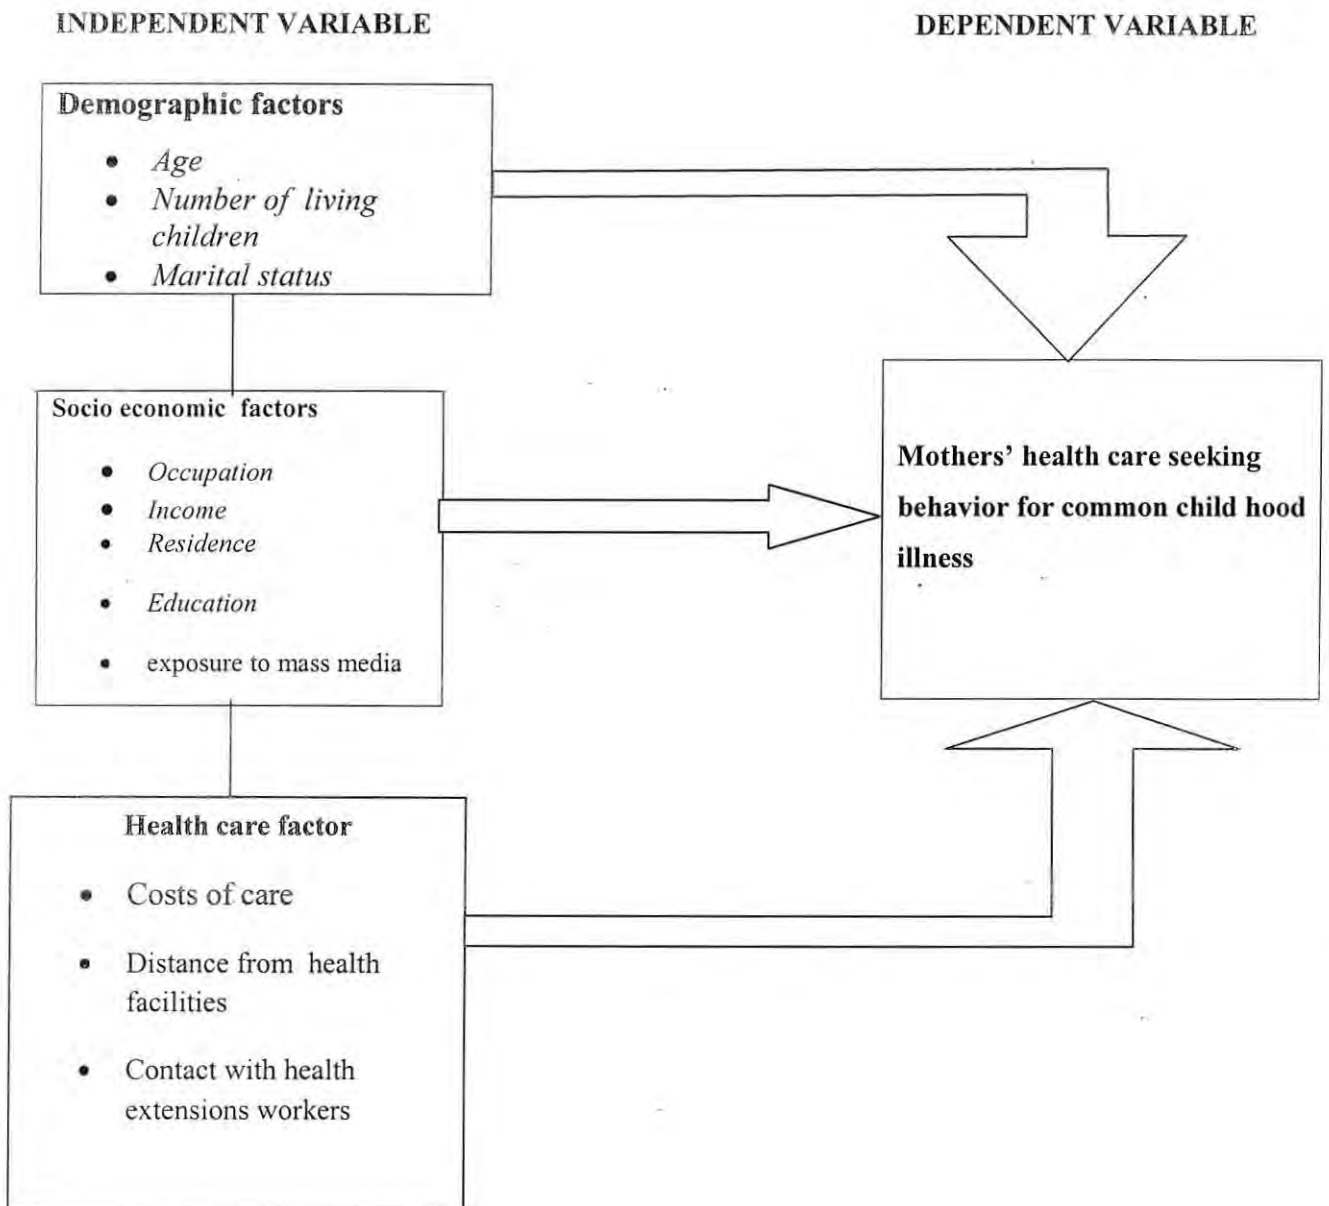 INDEPENDENT VARIABLE
DEPENDENT VARIABLE
Demographic factors
• Age
• Number of living
children
• Marital status
Socio economic factors
• Occupation
• Income
• Residence
• Education
• exposure to mass media
Mothers’ health care seeking
behavior for common child hood
illness
Health care factor
• Costs of care
• Distance from health
facilities
• Contact with health
extensions workers